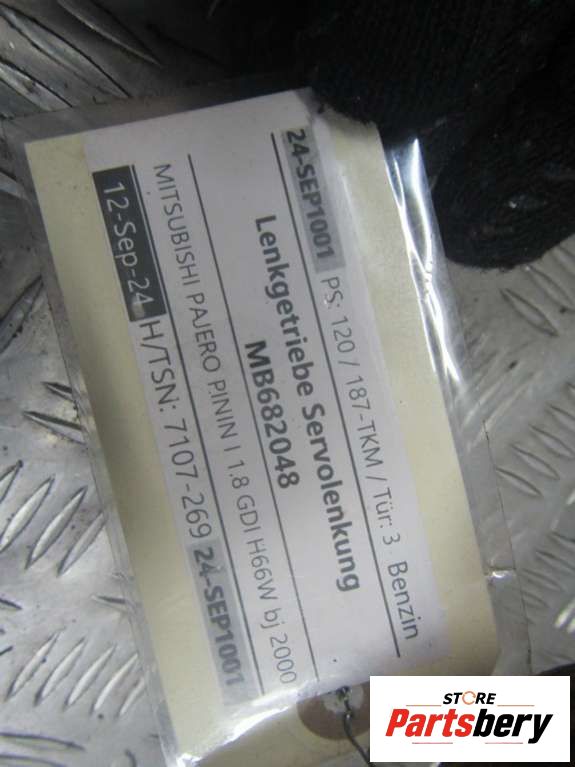 24-SEP1001 PS: 120 / 187-TKM / Tür: 3 Benzin
Lenkgetriebe Servolenkung
MB682048
MITSUBISHI PAJERO PININ I 1.8 GDI H66W bj 2000
12-Sep-24 H/TSN: 7107-269 24-SEP1001
STORE
Partsbery